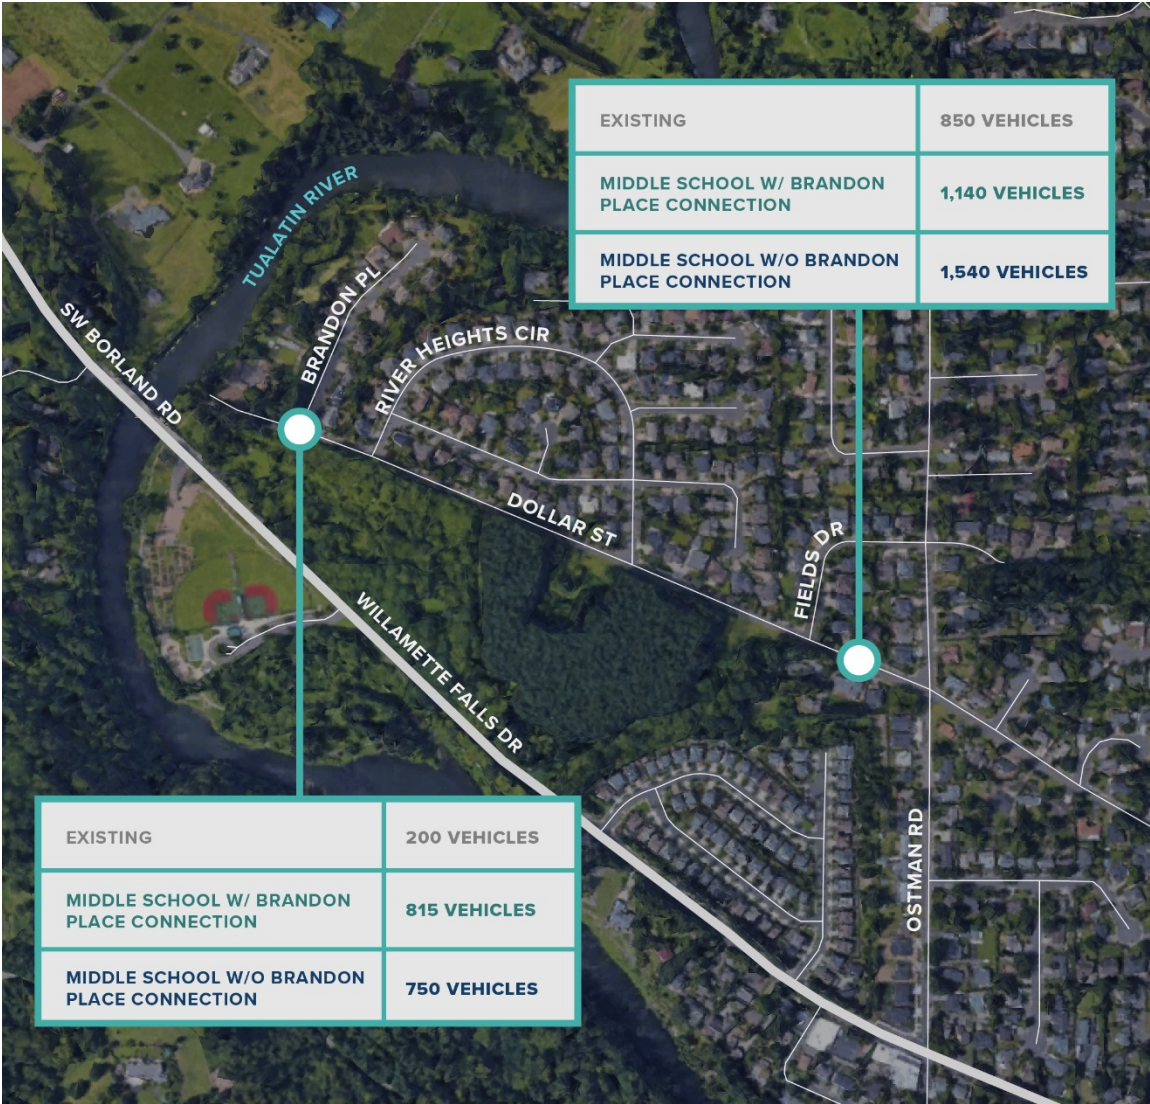 EXISTING
850 VEHICLES
MIDDLE SCHOOL W/ BRANDON
PLACE CONNECTION
1,140 VEHICLES
MIDDLE SCHOOL W/O BRANDON
PLACE CONNECTION
1,540 VEHICLES
TUALATIN RIVER
BRANDON PL
SW BORLAND RD
RIVER HEIGHTS CIR
DOLLAR ST
FIELDS DR
WILLAMETTE FALLS DR
OSTMAN RD
EXISTING
200 VEHICLES
MIDDLE SCHOOL W/ BRANDON
PLACE CONNECTION
815 VEHICLES
MIDDLE SCHOOL W/O BRANDON
PLACE CONNECTION
750 VEHICLES